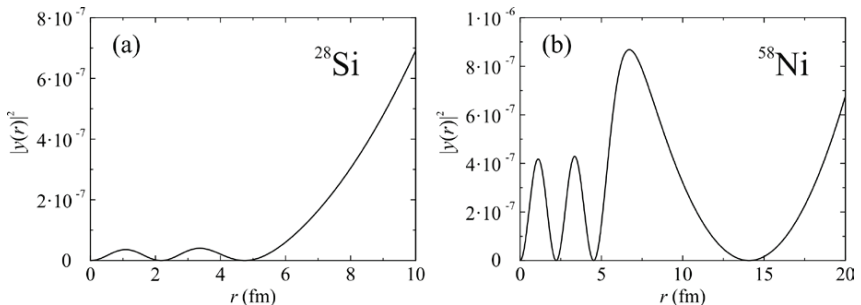 (a)
²⁸Si
8·10⁻⁷
6·10⁻⁷
4·10⁻⁷
2·10⁻⁷
0
|y(r)|²
0 2 4 6 8 10
r (fm)
(b)
⁵⁸Ni
1·10⁻⁶
8·10⁻⁷
6·10⁻⁷
4·10⁻⁷
2·10⁻⁷
0
|y(r)|²
0 5 10 15 20
r (fm)